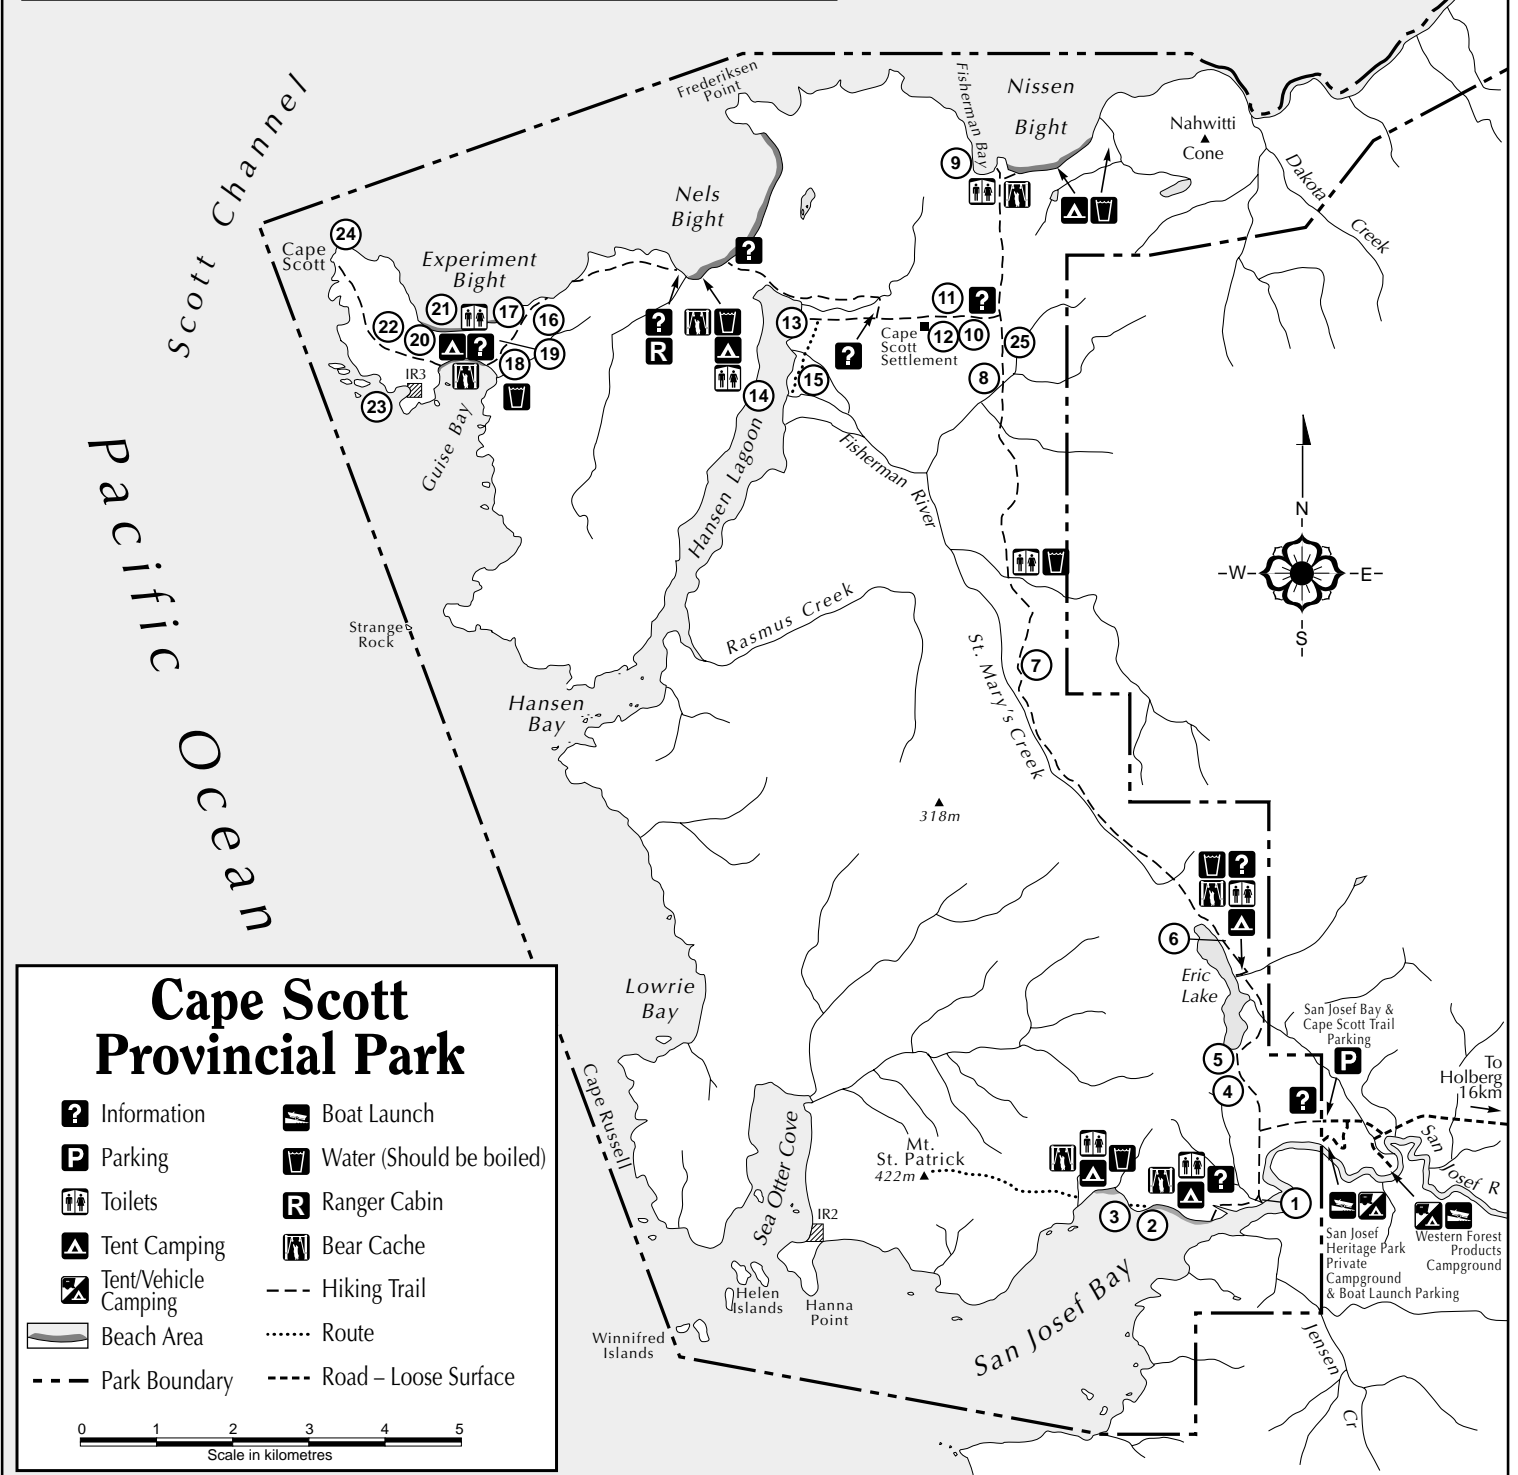 Scott Channel
Frederiksen
Point
Fisherman Bay
Nissen
Bight
Nahwitti
Cone
Dakota
Creek
9
Nels
Bight
24
Cape
Scott
Experiment
Bight
?
21
17
16
22
20
?
19
18
IR3
23
Guise Bay
?
R
11
?
13
Cape
Scott
Settlement
12
10
25
?
15
8
14
Hansen Lagoon
Fisherman River
N
W
E
S
Pacific Ocean
Strange
Rock
Rasmus Creek
St. Mary's Creek
7
Hansen
Bay
318m
?
6
Eric
Lake
Lowrie
Bay
San Josef Bay &
Cape Scott Trail
Parking
P
5
4
?
To
Holberg
16km
San Josef R
Cape Russell
Sea Otter Cove
Mt.
St. Patrick
422m
?
3
2
1
IR2
San Josef
Heritage Park
Private
Campground
& Boat Launch Parking
Western Forest
Products
Campground
Helen
Islands
Hanna
Point
Winnifred
Islands
San Josef Bay
Jensen Cr
Cape Scott
Provincial Park
? Information
Boat Launch
P Parking
Water (Should be boiled)
Toilets
R Ranger Cabin
Tent Camping
Bear Cache
Tent/Vehicle
Camping
Hiking Trail
Beach Area
Route
Park Boundary
Road – Loose Surface
0 1 2 3 4 5
Scale in kilometres